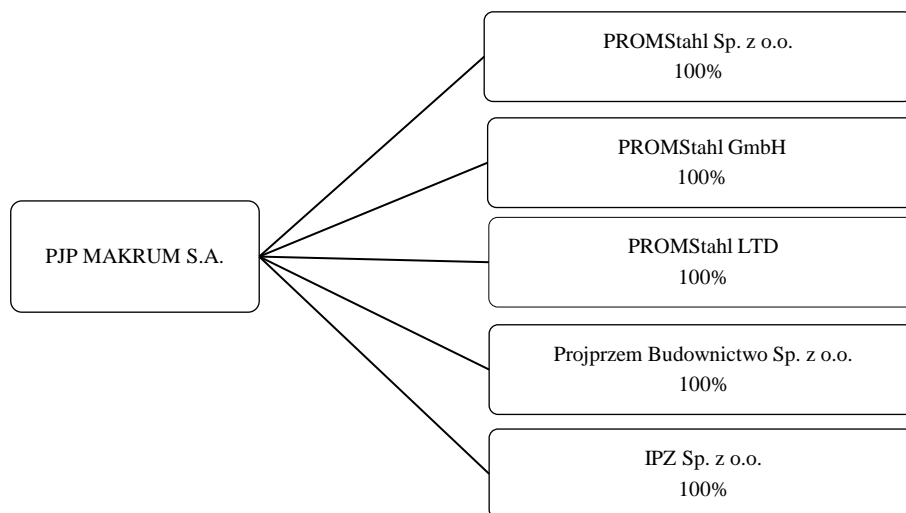 PROMStahl Sp. z o.o.
100%
PROMStahl GmbH
100%
PJP MAKRUM S.A.
PROMStahl LTD
100%
Projprzem Budownictwo Sp. z o.o.
100%
IPZ Sp. z o.o.
100%